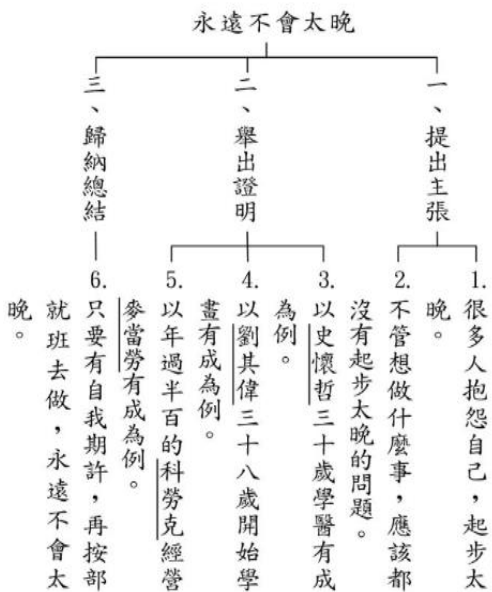 永遠不會太晚
一、提出主張
1.很多人抱怨自己，起步太
晚。
2.不管想做什麼事，應該都
沒有起步太晚的問題。
二、舉出證明
3.以史懷哲三十歲學醫有成
為例。
4.以劉其偉三十八歲開始學
畫有成為例。
5.以年過半百的科勞克經營
麥當勞有成為例。
三、歸納總結
6.只要有自我期許，再按部
就班去做，永遠不會太
晚。